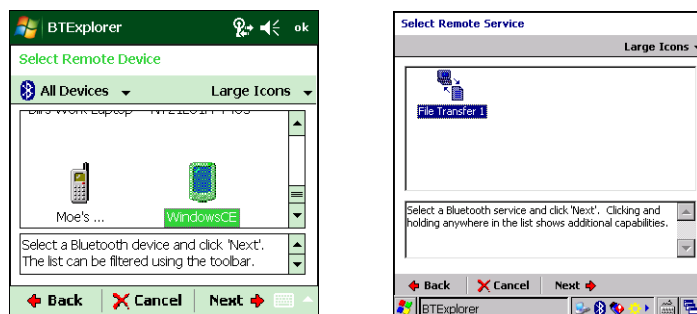 BTExplorer
ok
Select Remote Device
All Devices
Large Icons
Moe's ...
WindowsCE
Select a Bluetooth device and click 'Next'.
The list can be filtered using the toolbar.
Back
Cancel
Next
Select Remote Service
Large Icons
File Transfer 1
Select a Bluetooth service and click 'Next'. Clicking and
holding anywhere in the list shows additional capabilities.
Back
Cancel
Next
BTExplorer